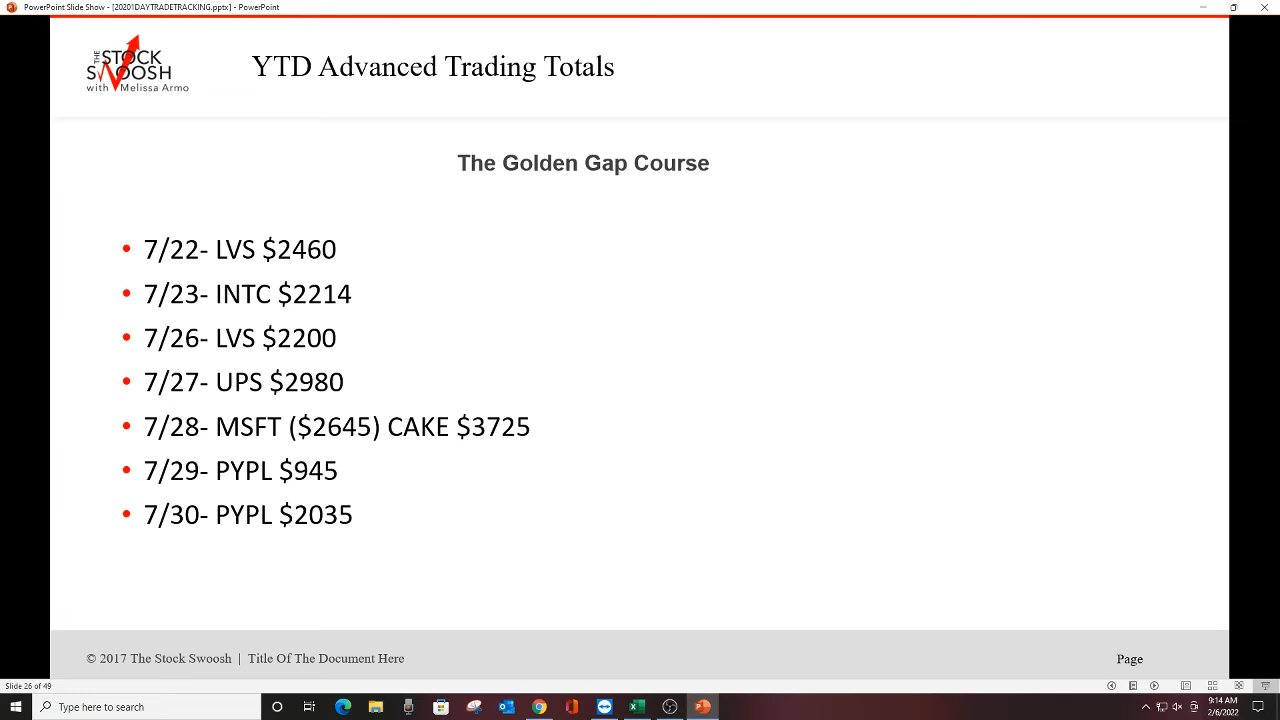 PowerPoint Slide Show - [20201DAYTRADETRACKING.pptx] - PowerPoint
THE STOCK
SWOOSH
with Melissa Armo
YTD Advanced Trading Totals
The Golden Gap Course
• 7/22- LVS $2460
• 7/23- INTC $2214
• 7/26- LVS $2200
• 7/27- UPS $2980
• 7/28- MSFT ($2645) CAKE $3725
• 7/29- PYPL $945
• 7/30- PYPL $2035
© 2017 The Stock Swoosh | Title Of The Document Here
Page
Slide 26 of 49
Type here to search
9:14 AM
2/6/2022